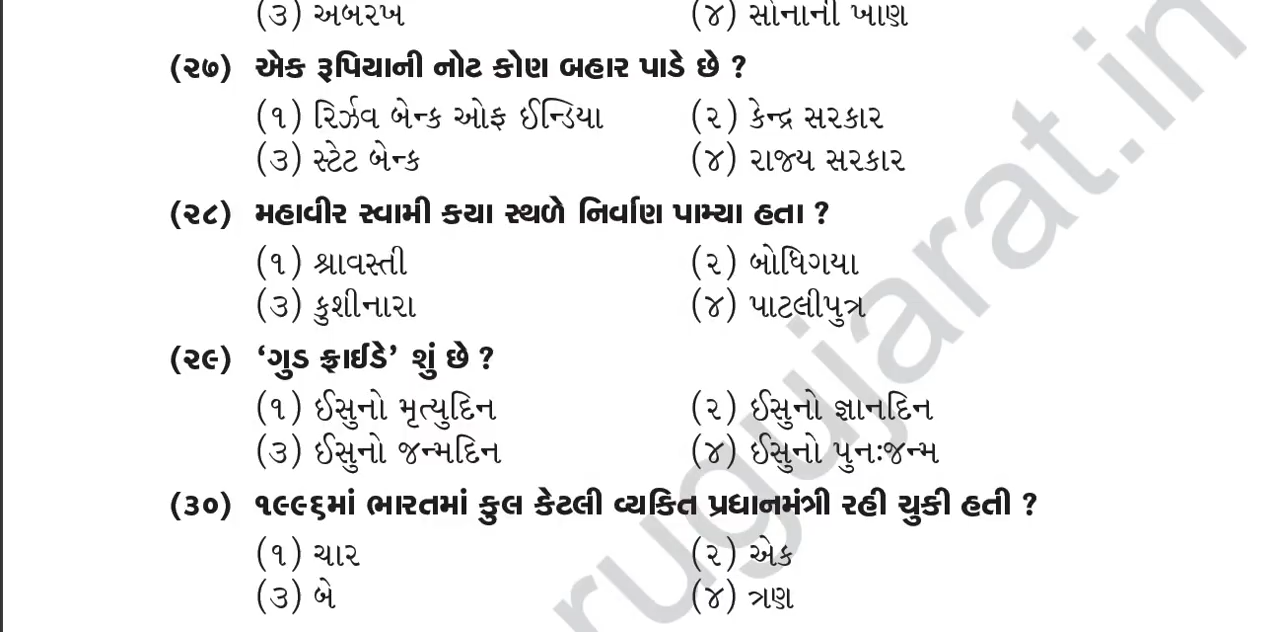 (૩) અબરખ (૪) સોનાની ખાણ
(૨૭) એક રૂપિયાની નોટ કોણ બહાર પાડે છે ?
(૧) રિર્ઝવ બેન્ક ઓફ ઈન્ડિયા (૨) કેન્દ્ર સરકાર
(૩) સ્ટેટ બેન્ક (૪) રાજ્ય સરકાર
(૨૮) મહાવીર સ્વામી કયા સ્થળે નિર્વાણ પામ્યા હતા ?
(૧) શ્રાવસ્તી (૨) બોધિગયા
(૩) કુશીનારા (૪) પાટલીપુત્ર
(૨૯) ‘ગુડ ફ્રાઈડે’ શું છે ?
(૧) ઈસુનો મૃત્યુદિન (૨) ઈસુનો જ્ઞાનદિન
(૩) ઈસુનો જન્મદિન (૪) ઈસુનો પુનઃજન્મ
(૩૦) ૧૯૯૬માં ભારતમાં કુલ કેટલી વ્યકિત પ્રધાનમંત્રી રહી ચુકી હતી ?
(૧) ચાર (૨) એક
(૩) બે (૪) ત્રણ
rugujarat.in